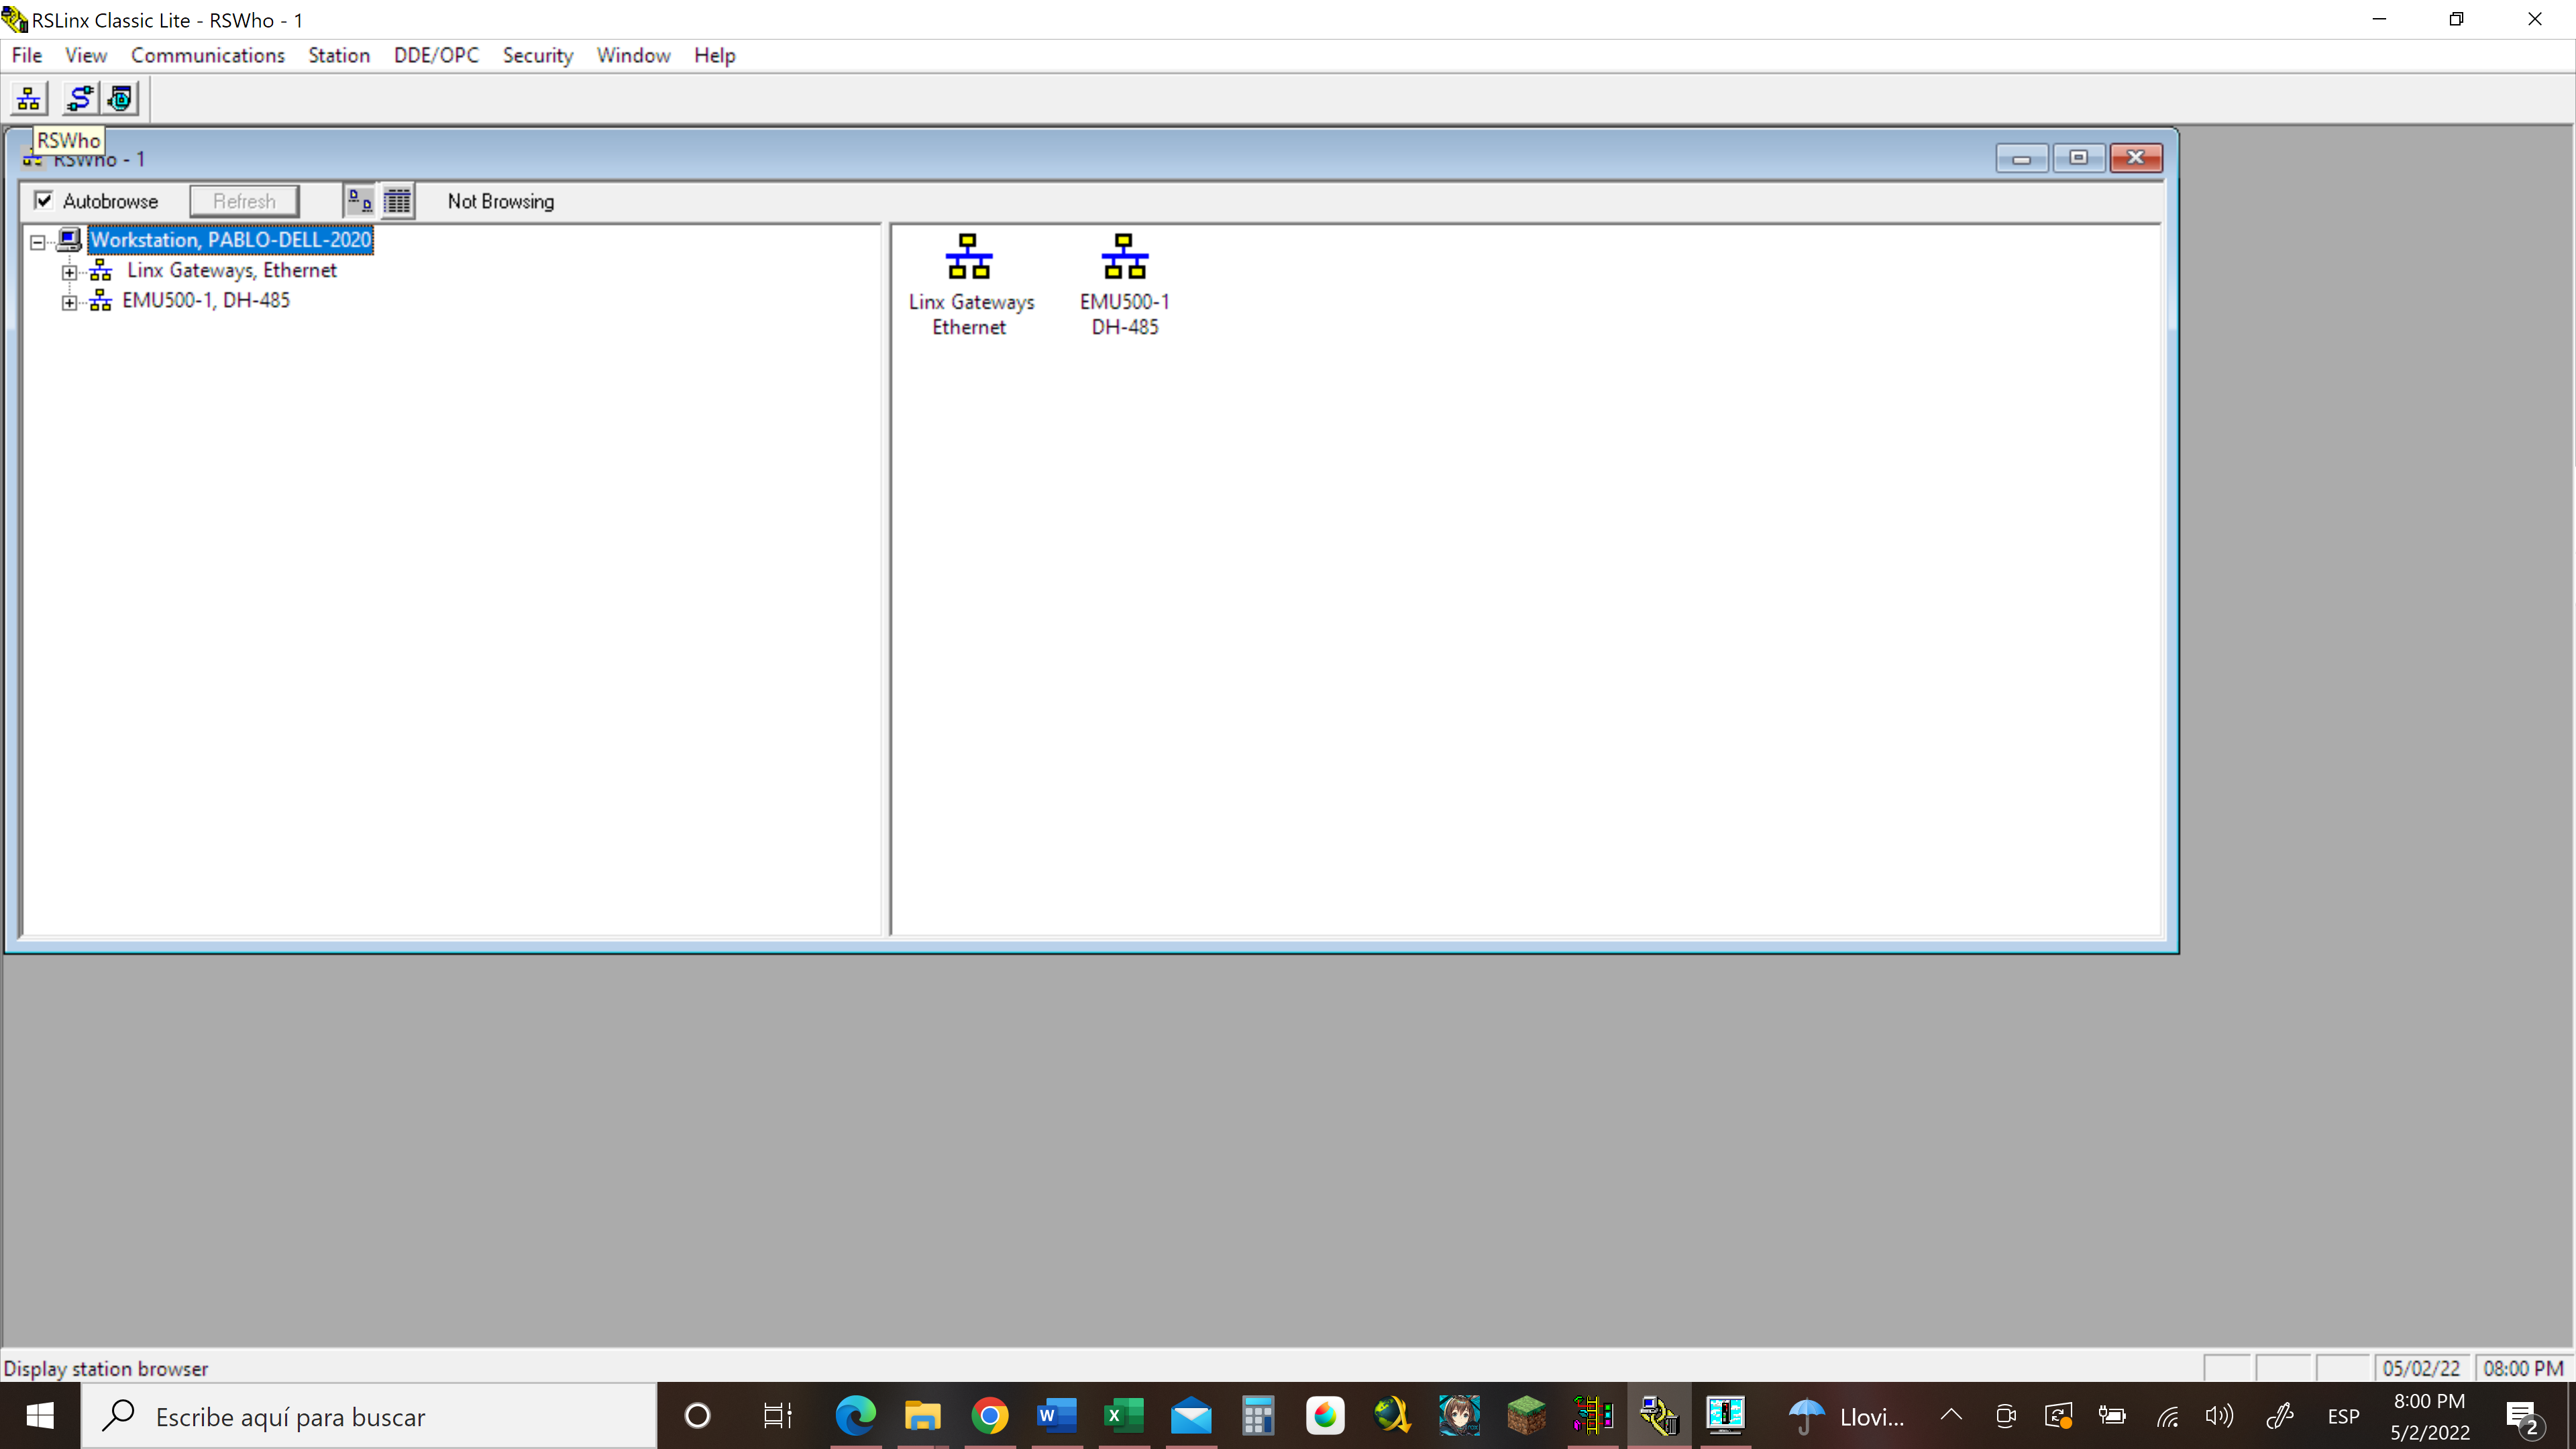 RSLinx Classic Lite - RSWho - 1
File View Communications Station DDE/OPC Security Window Help
RSWho
RSWho - 1
Autobrowse Refresh Not Browsing
Workstation, PABLO-DELL-2020
Linx Gateways, Ethernet
EMU500-1, DH-485
Linx Gateways
Ethernet
EMU500-1
DH-485
Display station browser
05/02/22 08:00 PM
Escribe aquí para buscar
Llovi...
ESP
8:00 PM
5/2/2022
2